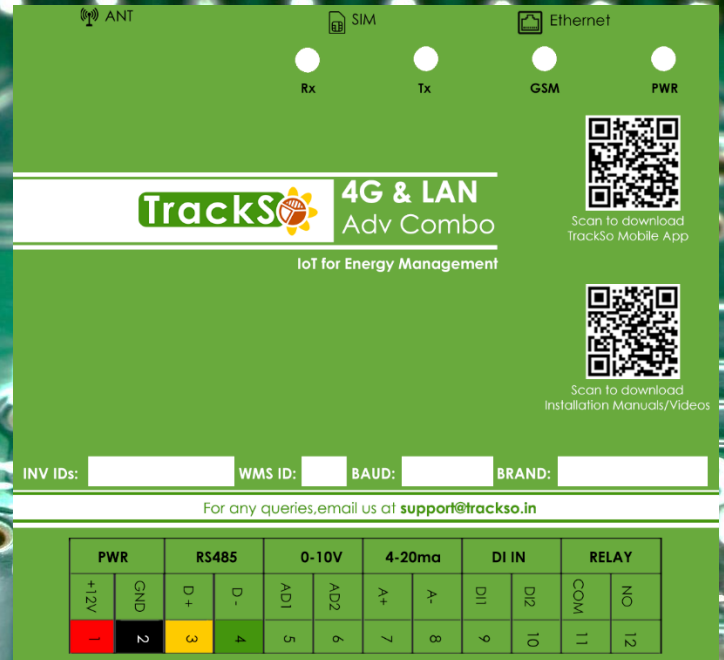 ANT
SIM
Ethernet
Rx
Tx
GSM
PWR
TrackSo
4G & LAN
Adv Combo
IoT for Energy Management
Scan to download
TrackSo Mobile App
Scan to download
Installation Manuals/Videos
INV IDs: WMS ID: BAUD: BRAND:
For any queries,email us at support@trackso.in
PWR RS485 0-10V 4-20ma DI IN RELAY
+12V GND D+ D- AD1 AD2 A+ A- DI1 DI2 COM NO
1 2 3 4 5 6 7 8 9 10 11 12